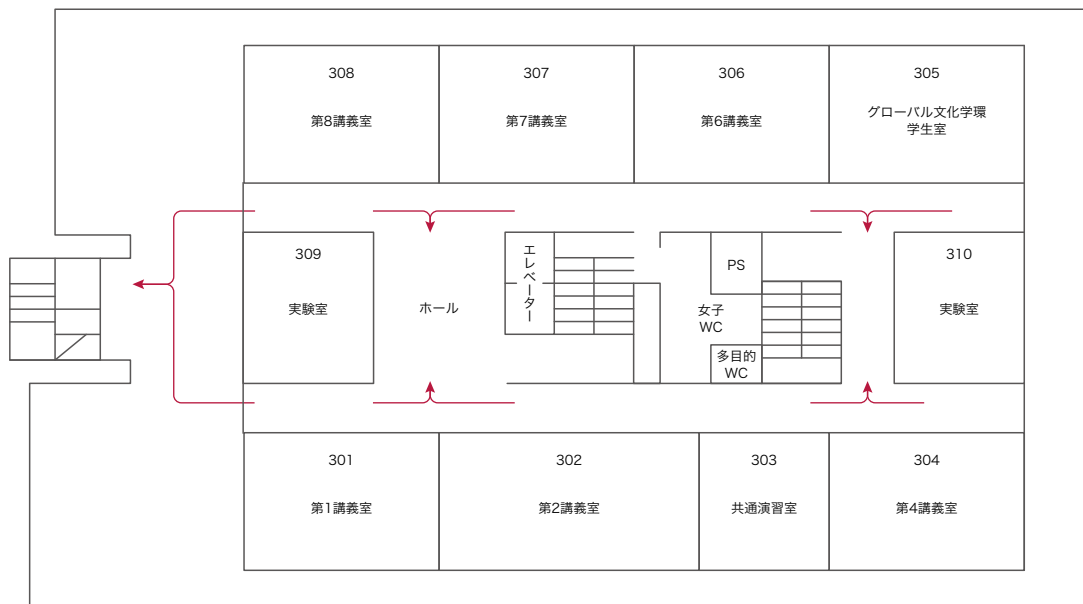 308
第8講義室
307
第7講義室
306
第6講義室
305
グローバル文化学環
学生室
309
実験室
ホール
エレベーター
PS
女子
WC
多目的
WC
310
実験室
301
第1講義室
302
第2講義室
303
共通演習室
304
第4講義室